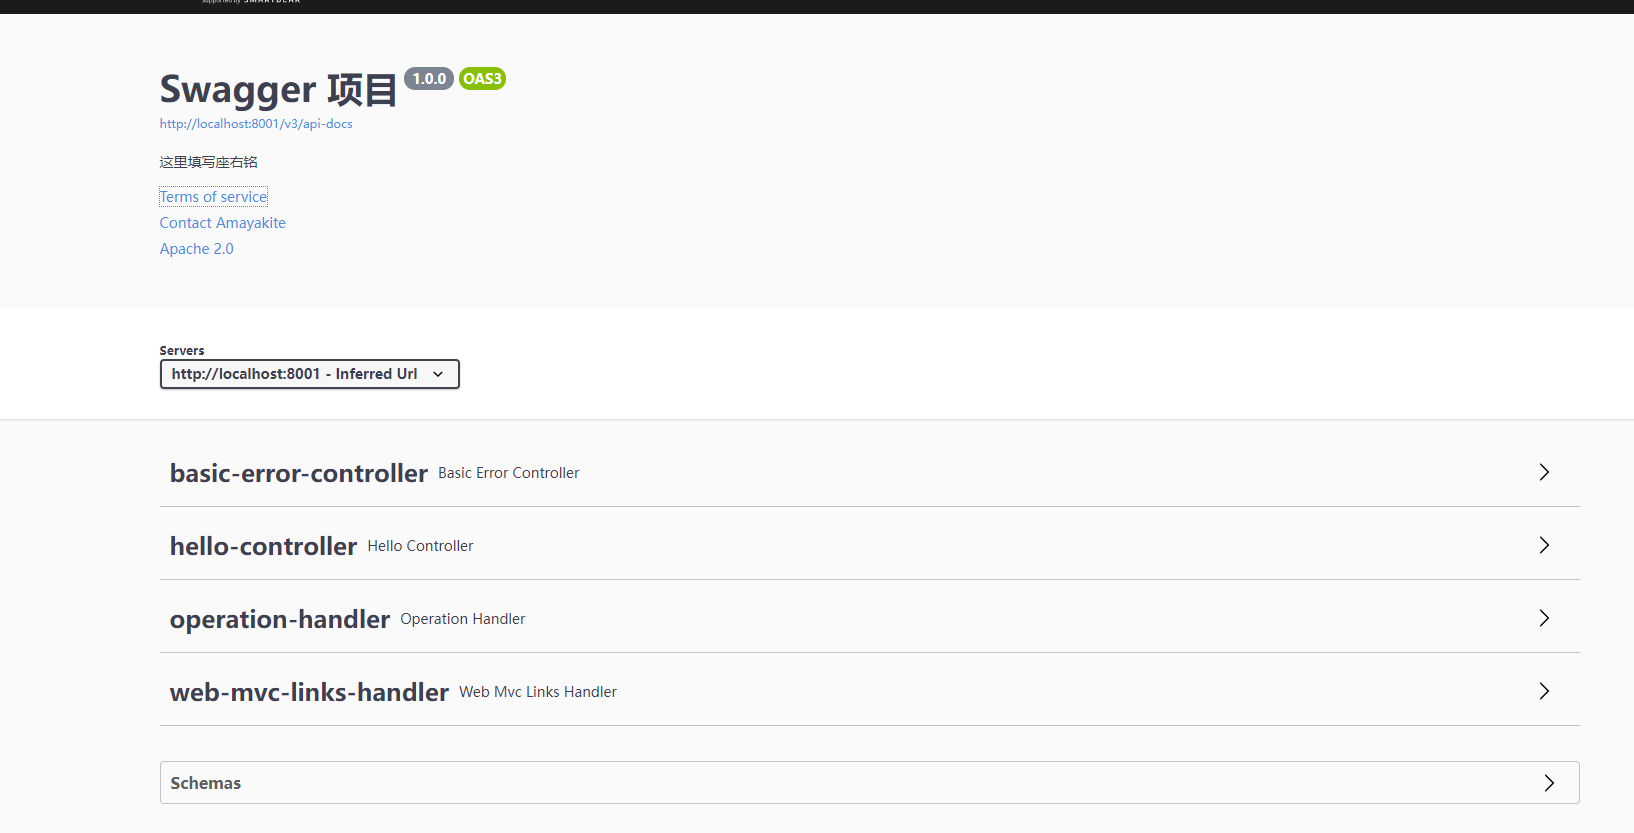 Supported by SMARTBEAR
Swagger 项目 1.0.0 OAS3
http://localhost:8001/v3/api-docs
这里填写座右铭
Terms of service
Contact Amayakite
Apache 2.0
Servers
http://localhost:8001 - Inferred Url
basic-error-controller Basic Error Controller
hello-controller Hello Controller
operation-handler Operation Handler
web-mvc-links-handler Web Mvc Links Handler
Schemas